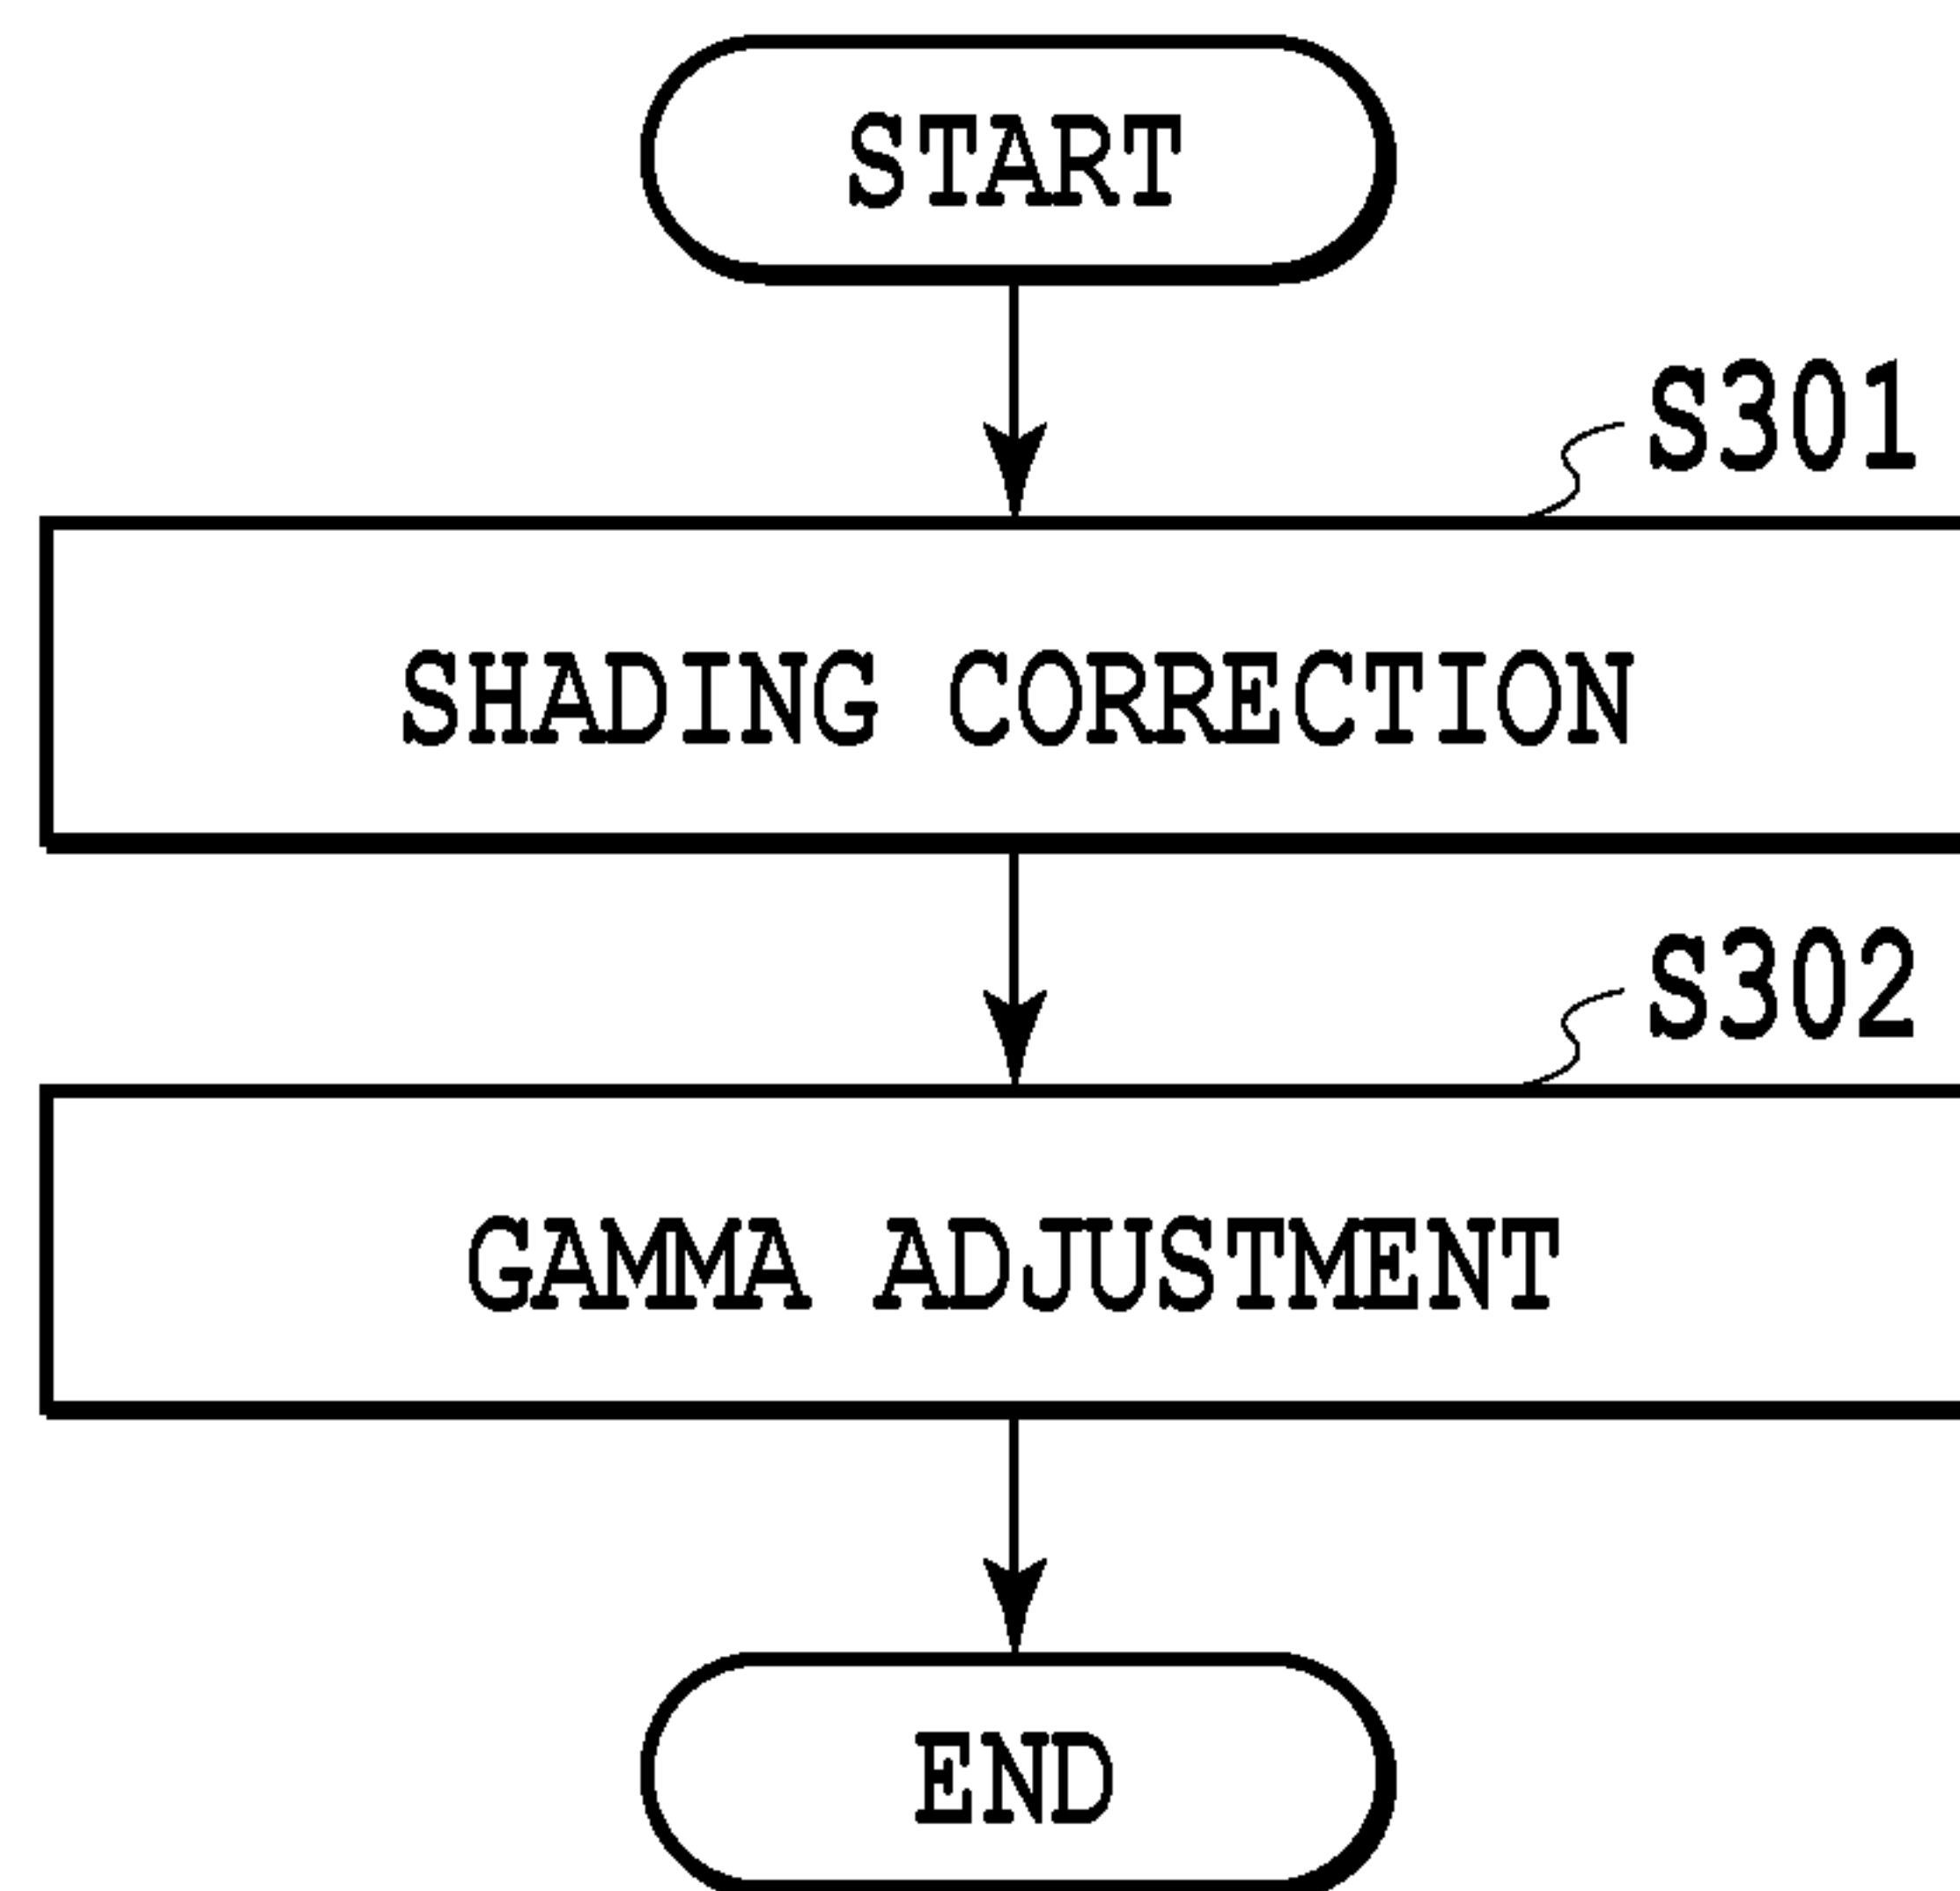 START
S301
SHADING CORRECTION
S302
GAMMA ADJUSTMENT
END